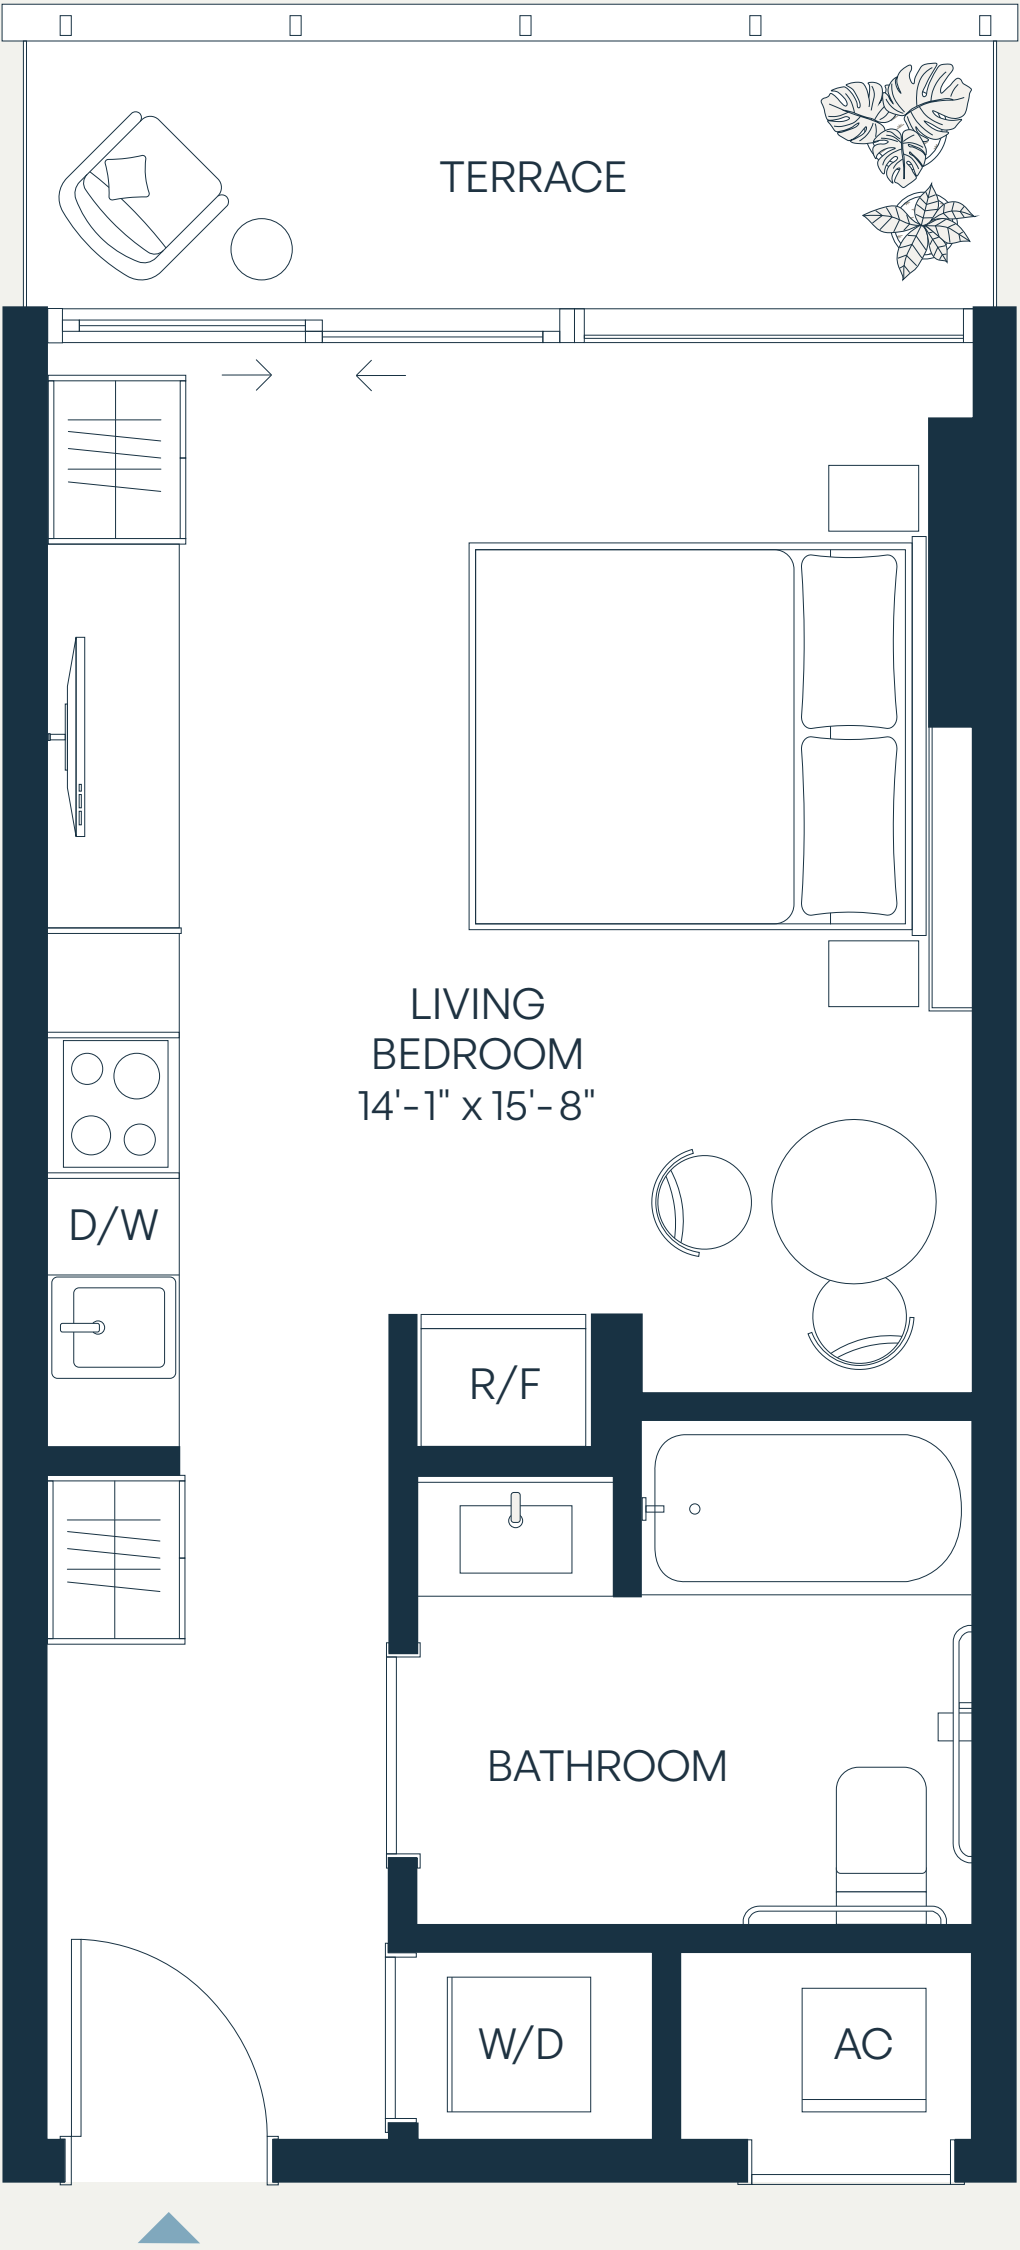 TERRACE
LIVING
BEDROOM
14'-1" x 15'-8"
D/W
R/F
BATHROOM
W/D
AC